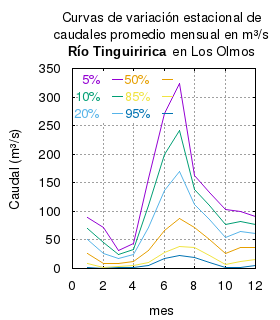 Curvas de variación estacional de
caudales promedio mensual en m³/s
Río Tinguiririca en Los Olmos
350
300
250
200
150
100
50
0
Caudal (m³/s)
5% 50%
10% 85%
20% 95%
0 2 4 6 8 10 12
mes